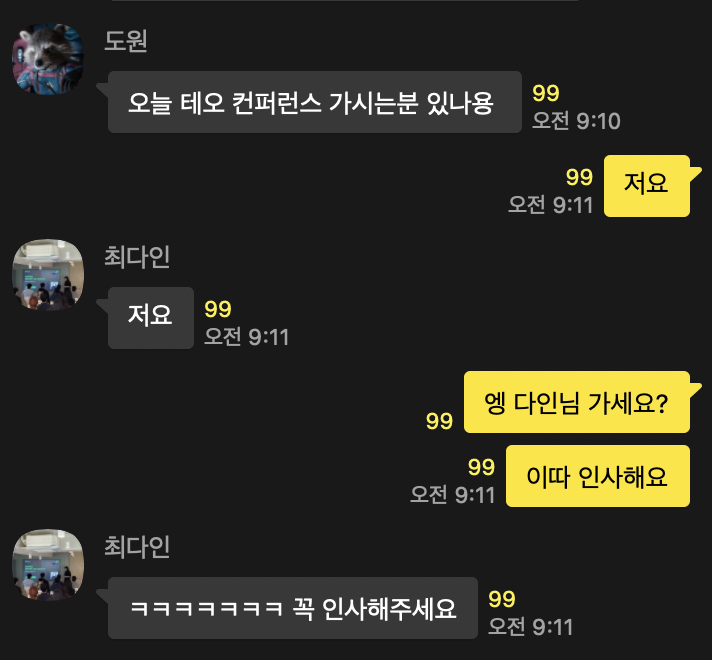 도원
오늘 테오 컨퍼런스 가시는분 있나용
99
오전 9:10
99
오전 9:11
저요
최다인
저요
99
오전 9:11
99
엥 다인님 가세요?
99
오전 9:11
이따 인사해요
최다인
ㅋㅋㅋㅋㅋㅋㅋ 꼭 인사해주세요
99
오전 9:11